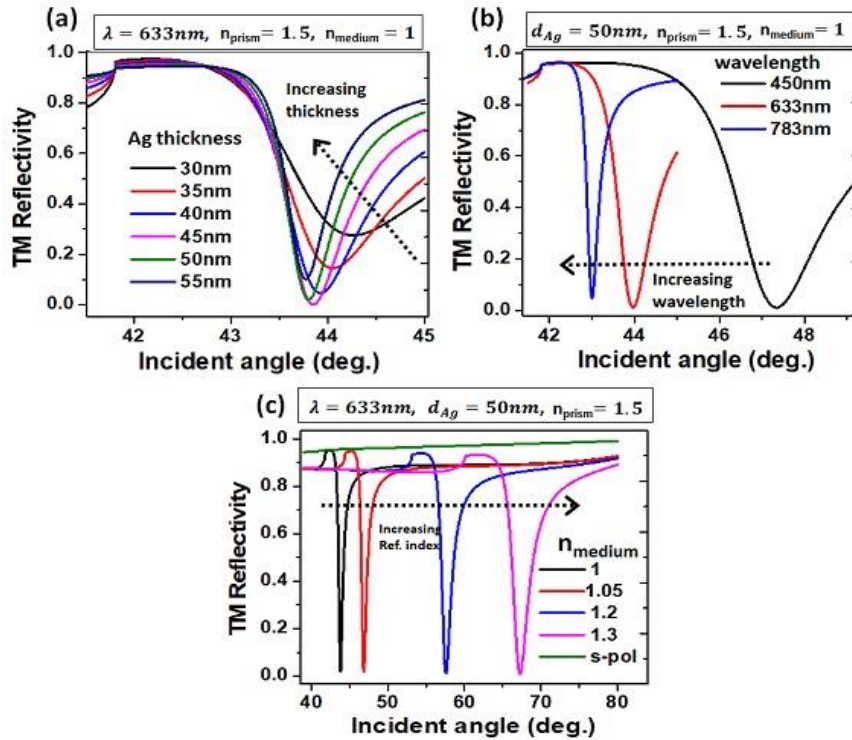 (a)
λ = 633nm, n_prism = 1.5, n_medium = 1
TM Reflectivity
1.0
0.8
0.6
0.4
0.2
0.0
Increasing
thickness
Ag thickness
30nm
35nm
40nm
45nm
50nm
55nm
42 43 44 45
Incident angle (deg.)
(b)
d_Ag = 50nm, n_prism = 1.5, n_medium = 1
TM Reflectivity
1.0
0.8
0.6
0.4
0.2
0.0
wavelength
450nm
633nm
783nm
Increasing
wavelength
42 44 46 48
Incident angle (deg.)
(c)
λ = 633nm, d_Ag = 50nm, n_prism = 1.5
TM Reflectivity
1.0
0.8
0.6
0.4
0.2
0.0
Increasing
Ref. index
n_medium
1
1.05
1.2
1.3
s-pol
40 50 60 70 80
Incident angle (deg.)